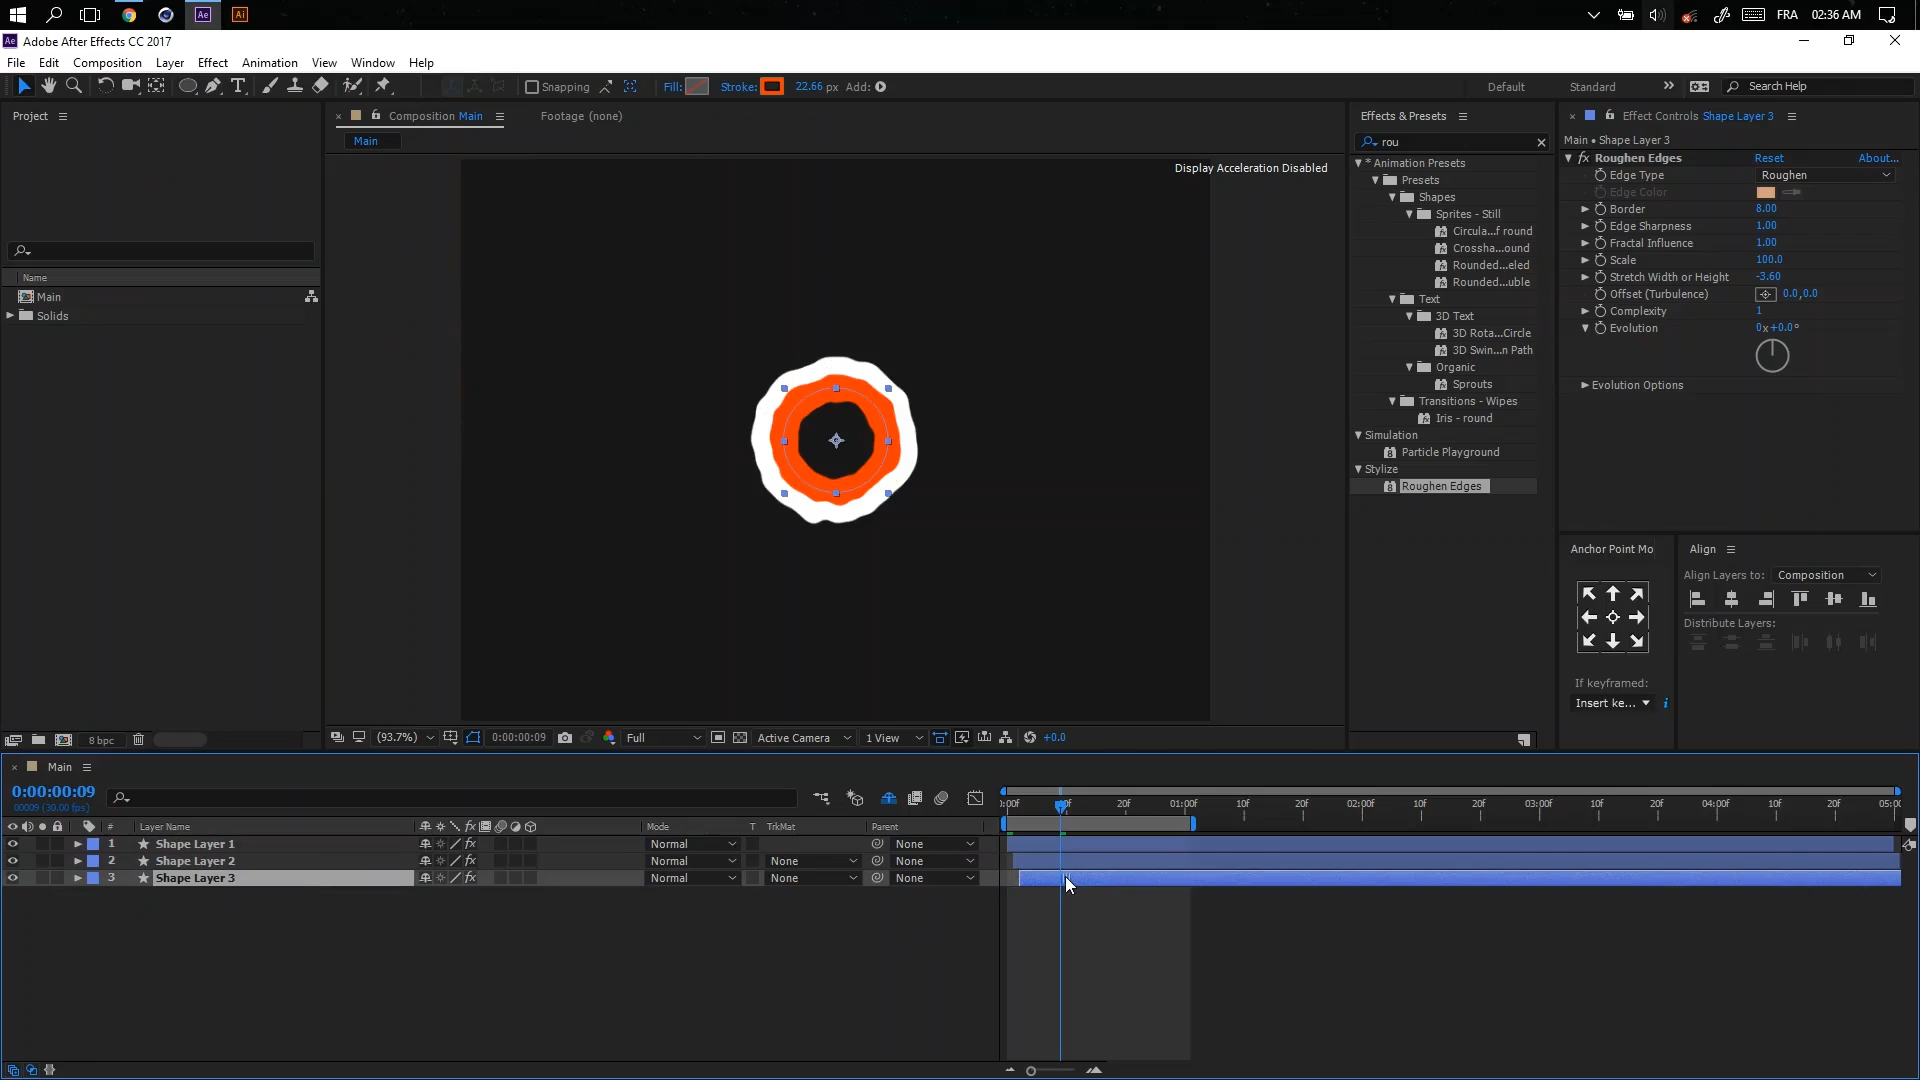 FRA 02:36 AM
Adobe After Effects CC 2017
File Edit Composition Layer Effect Animation View Window Help
Snapping Fill: Stroke: 22.66 px Add: Default Standard Search Help
Project
Composition Main Footage (none)
Main
Display Acceleration Disabled
Name
Main
Solids
8 bpc
(93.7%) 0:00:00:09 Full Active Camera 1 View +0.0
Effects & Presets
rou
* Animation Presets
Presets
Shapes
Sprites - Still
Circula...f round
Crossha...ound
Rounded...eled
Rounded...uble
Text
3D Text
3D Rota...Circle
3D Swin...n Path
Organic
Sprouts
Transitions - Wipes
Iris - round
Simulation
Particle Playground
Stylize
Roughen Edges
Effect Controls Shape Layer 3
Main • Shape Layer 3
fx Roughen Edges Reset About...
Edge Type Roughen
Edge Color
Border 8.00
Edge Sharpness 1.00
Fractal Influence 1.00
Scale 100.0
Stretch Width or Height -3.60
Offset (Turbulence) 0.0,0.0
Complexity 1
Evolution 0x+0.0°
Evolution Options
Anchor Point Mo
If keyframed:
Insert ke...
Align
Align Layers to: Composition
Distribute Layers:
Main
0:00:00:09
00009 (30.00 fps)
20f 01:00f 10f 20f 02:00f 10f 20f 03:00f 10f 20f 04:00f 10f 20f 05:0
# Layer Name Mode T TrkMat Parent
1 Shape Layer 1 Normal None
2 Shape Layer 2 Normal None None
3 Shape Layer 3 Normal None None